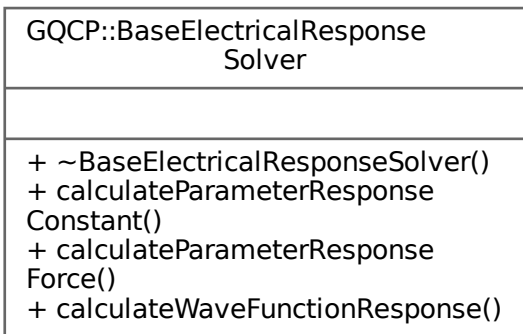 GQCP::BaseElectricalResponse
Solver
+ ~BaseElectricalResponseSolver()
+ calculateParameterResponse
Constant()
+ calculateParameterResponse
Force()
+ calculateWaveFunctionResponse()